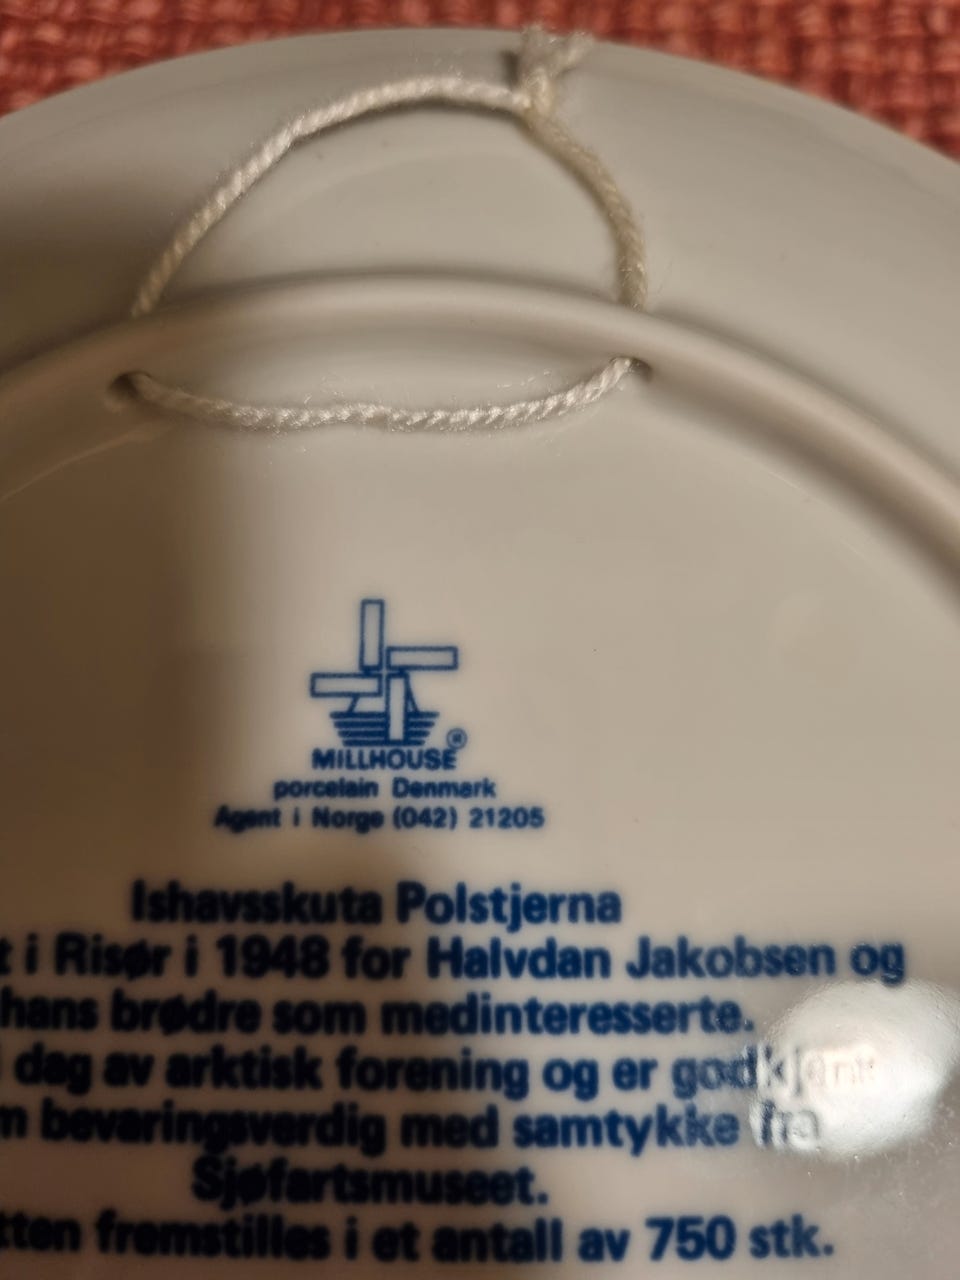 MILLHOUSE ®
porcelain Denmark
Agent i Norge (042) 21205
Ishavsskuta Polstjerna
i Risør i 1948 for Halvdan Jakobsen og
hans brødre som medinteresserte.
dag av arktisk forening og er godkjent
bevaringsverdig med samtykke fra
Sjøfartsmuseet.
fremstilles i et antall av 750 stk.